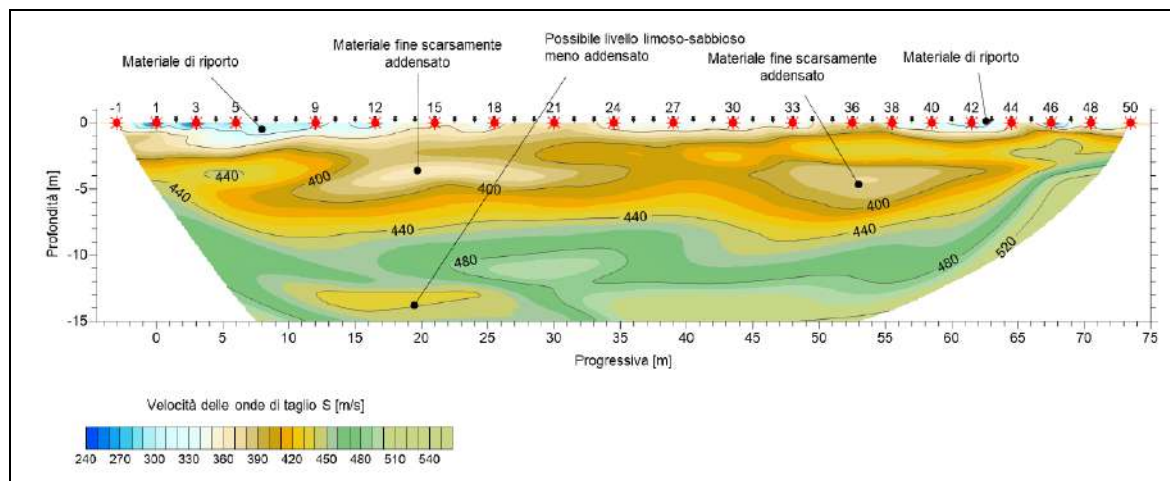 Materiale di riporto
Materiale fine scarsamente
addensato
Possibile livello limoso-sabbioso
meno addensato
Materiale fine scarsamente
addensato
Materiale di riporto
-1 1 3 5 9 12 15 18 21 24 27 30 33 36 38 40 42 44 46 48 50
0
-5
-10
-15
Profondità [m]
440
400
400
400
440
440
440
440
480
480
520
0 5 10 15 20 25 30 35 40 45 50 55 60 65 70 75
Progressiva [m]
Velocità delle onde di taglio S [m/s]
240 270 300 330 360 390 420 450 480 510 540